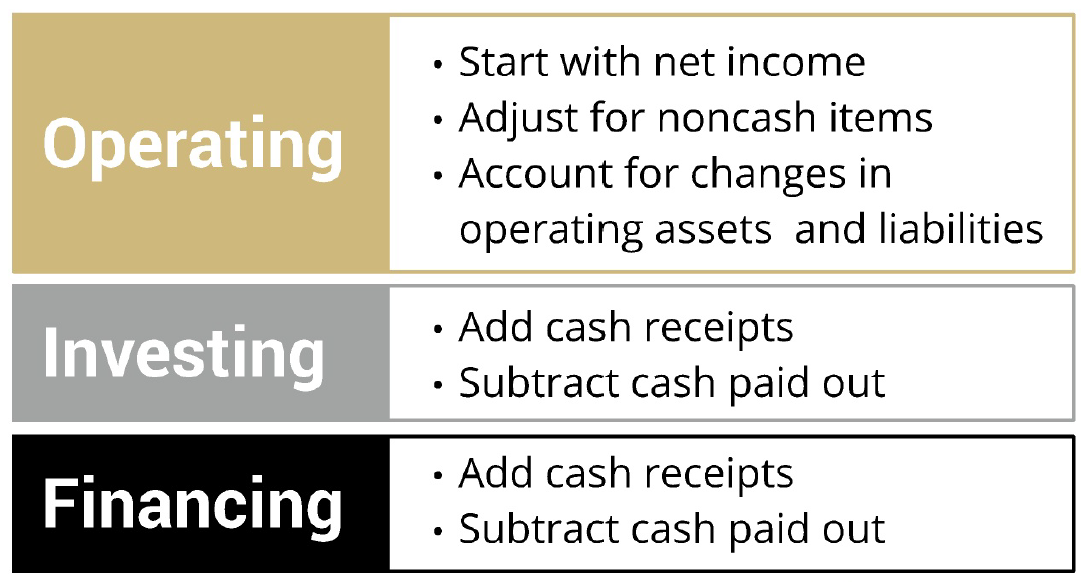 Operating
• Start with net income
• Adjust for noncash items
• Account for changes in
operating assets and liabilities
Investing
• Add cash receipts
• Subtract cash paid out
Financing
• Add cash receipts
• Subtract cash paid out